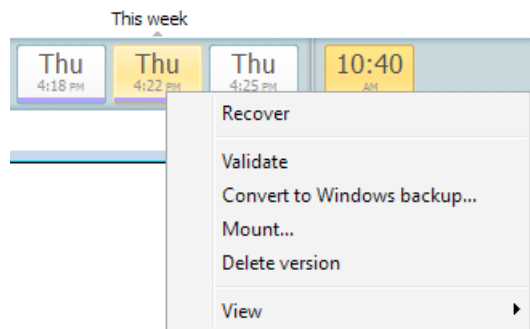 This week
Thu Thu Thu 10:40
4:18 PM 4:22 PM 4:25 PM AM
Recover
Validate
Convert to Windows backup...
Mount...
Delete version
View